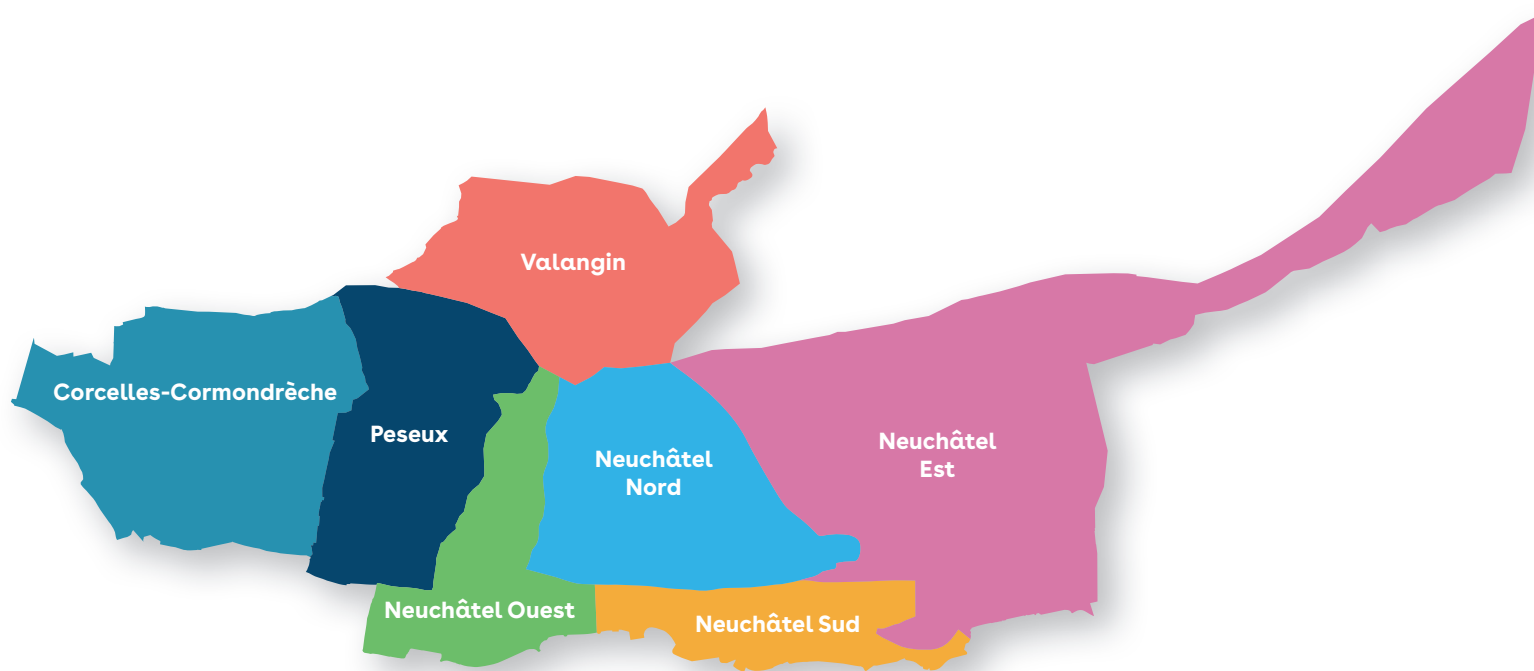 Valangin
Corcelles-Cormondrèche
Peseux
Neuchâtel
Nord
Neuchâtel
Est
Neuchâtel Ouest
Neuchâtel Sud